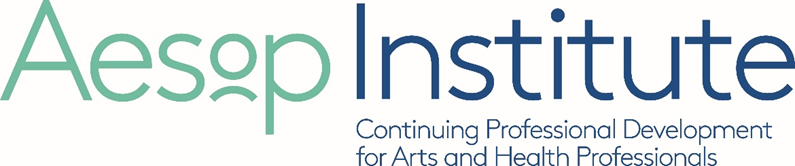 Aesop Institute
Continuing Professional Development
for Arts and Health Professionals